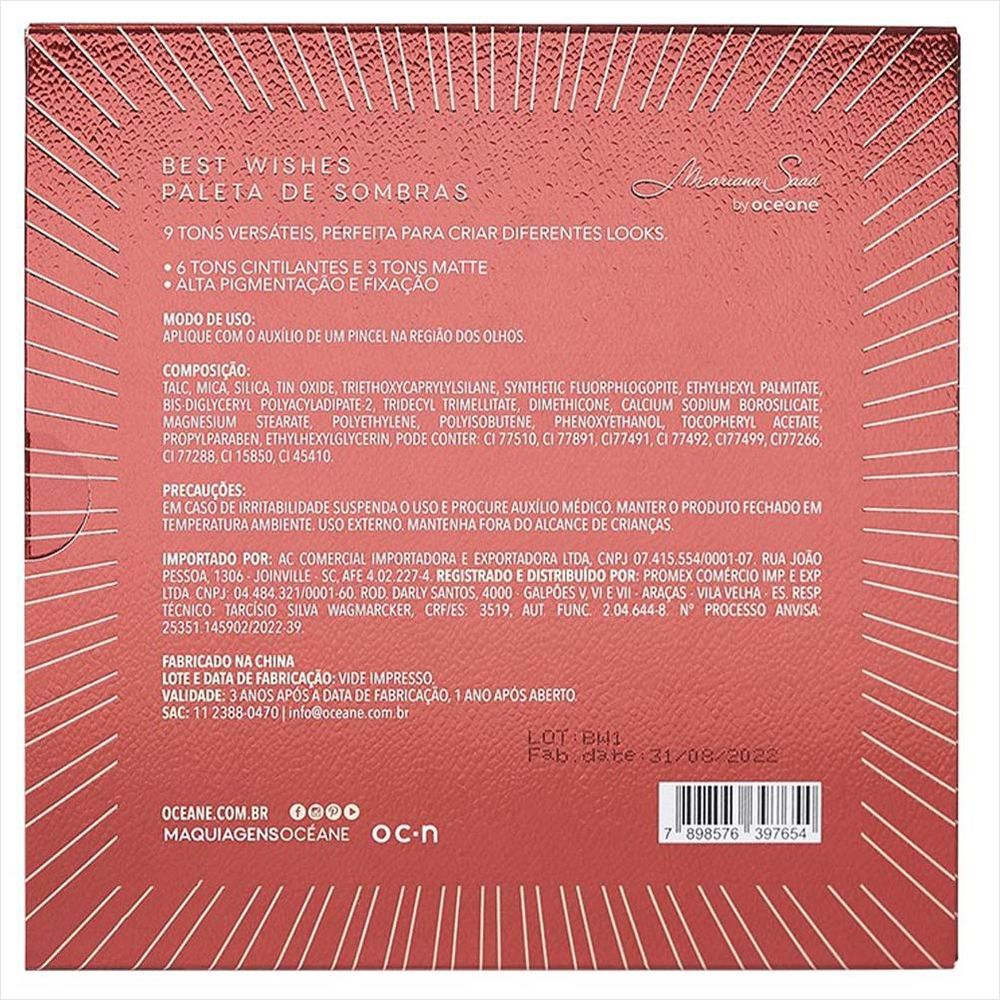 BEST WISHES
PALETA DE SOMBRAS
Mariana Saad
by oceane
9 TONS VERSÁTEIS, PERFEITA PARA CRIAR DIFERENTES LOOKS.
• 6 TONS CINTILANTES E 3 TONS MATTE
• ALTA PIGMENTAÇÃO E FIXAÇÃO
MODO DE USO:
APLIQUE COM O AUXÍLIO DE UM PINCEL NA REGIÃO DOS OLHOS.
COMPOSIÇÃO:
TALC, MICA, SILICA, TIN OXIDE, TRIETHOXYCAPRYLYLSILANE, SYNTHETIC FLUORPHLOGOPITE, ETHYLHEXYL PALMITATE,
BIS-DIGLYCERYL POLYACYLADIPATE-2, TRIDECYL TRIMELLITATE, DIMETHICONE, CALCIUM SODIUM BOROSILICATE,
MAGNESIUM STEARATE, POLYETHYLENE, POLYISOBUTENE, PHENOXYETHANOL, TOCOPHERYL ACETATE,
PROPYLPARABEN, ETHYLHEXYLGLYCERIN, PODE CONTER: CI 77510, CI 77891, CI77491, CI 77492, CI77499, CI77266,
CI 77288, CI 15850, CI 45410.
PRECAUÇÕES:
EM CASO DE IRRITABILIDADE SUSPENDA O USO E PROCURE AUXÍLIO MÉDICO. MANTER O PRODUTO FECHADO EM
TEMPERATURA AMBIENTE. USO EXTERNO. MANTENHA FORA DO ALCANCE DE CRIANÇAS.
IMPORTADO POR: AC COMERCIAL IMPORTADORA E EXPORTADORA LTDA, CNPJ 07.415.554/0001-07. RUA JOÃO
PESSOA, 1306 - JOINVILLE - SC, AFE 4.02.227-4. REGISTRADO E DISTRIBUÍDO POR: PROMEX COMÉRCIO IMP. E EXP.
LTDA. CNPJ: 04.484.321/0001-60. ROD. DARLY SANTOS, 4000 - GALPÕES V, VI E VII - ARAÇAS - VILA VELHA - ES. RESP.
TÉCNICO: TARCÍSIO SILVA WAGMARCKER, CRF/ES: 3519, AUT. FUNC. 2.04.644-8. Nº PROCESSO ANVISA:
25351.145902/2022-39.
FABRICADO NA CHINA
LOTE E DATA DE FABRICAÇÃO: VIDE IMPRESSO.
VALIDADE: 3 ANOS APÓS A DATA DE FABRICAÇÃO, 1 ANO APÓS ABERTO.
SAC: 11 2388-0470 | info@oceane.com.br
LOT:BW1
Fab.date:31/08/2022
OCEANE.COM.BR
MAQUIAGENSOCÉANE oc·n
7 898576 397654